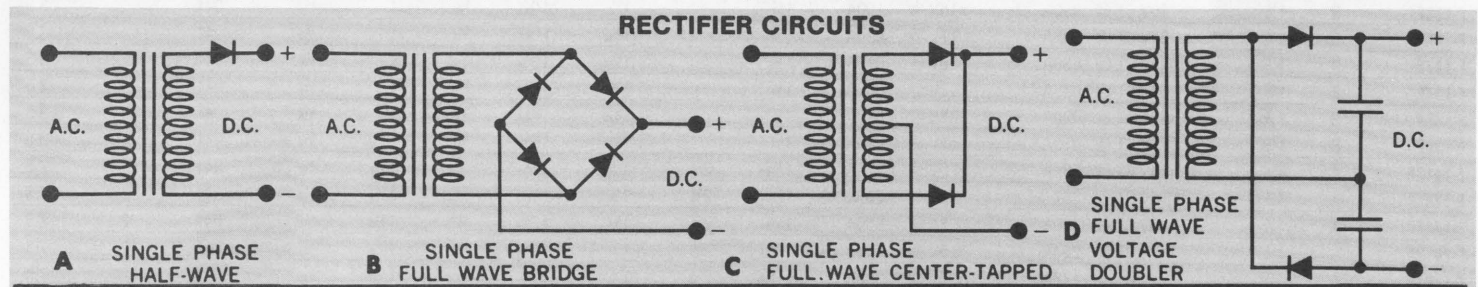 RECTIFIER CIRCUITS
A.C.
D.C.
+
−
A
SINGLE PHASE
HALF-WAVE
A.C.
+
D.C.
−
B
SINGLE PHASE
FULL WAVE BRIDGE
A.C.
+
D.C.
−
C
SINGLE PHASE
FULL.WAVE CENTER-TAPPED
A.C.
+
D.C.
−
D
SINGLE PHASE
FULL WAVE
VOLTAGE
DOUBLER